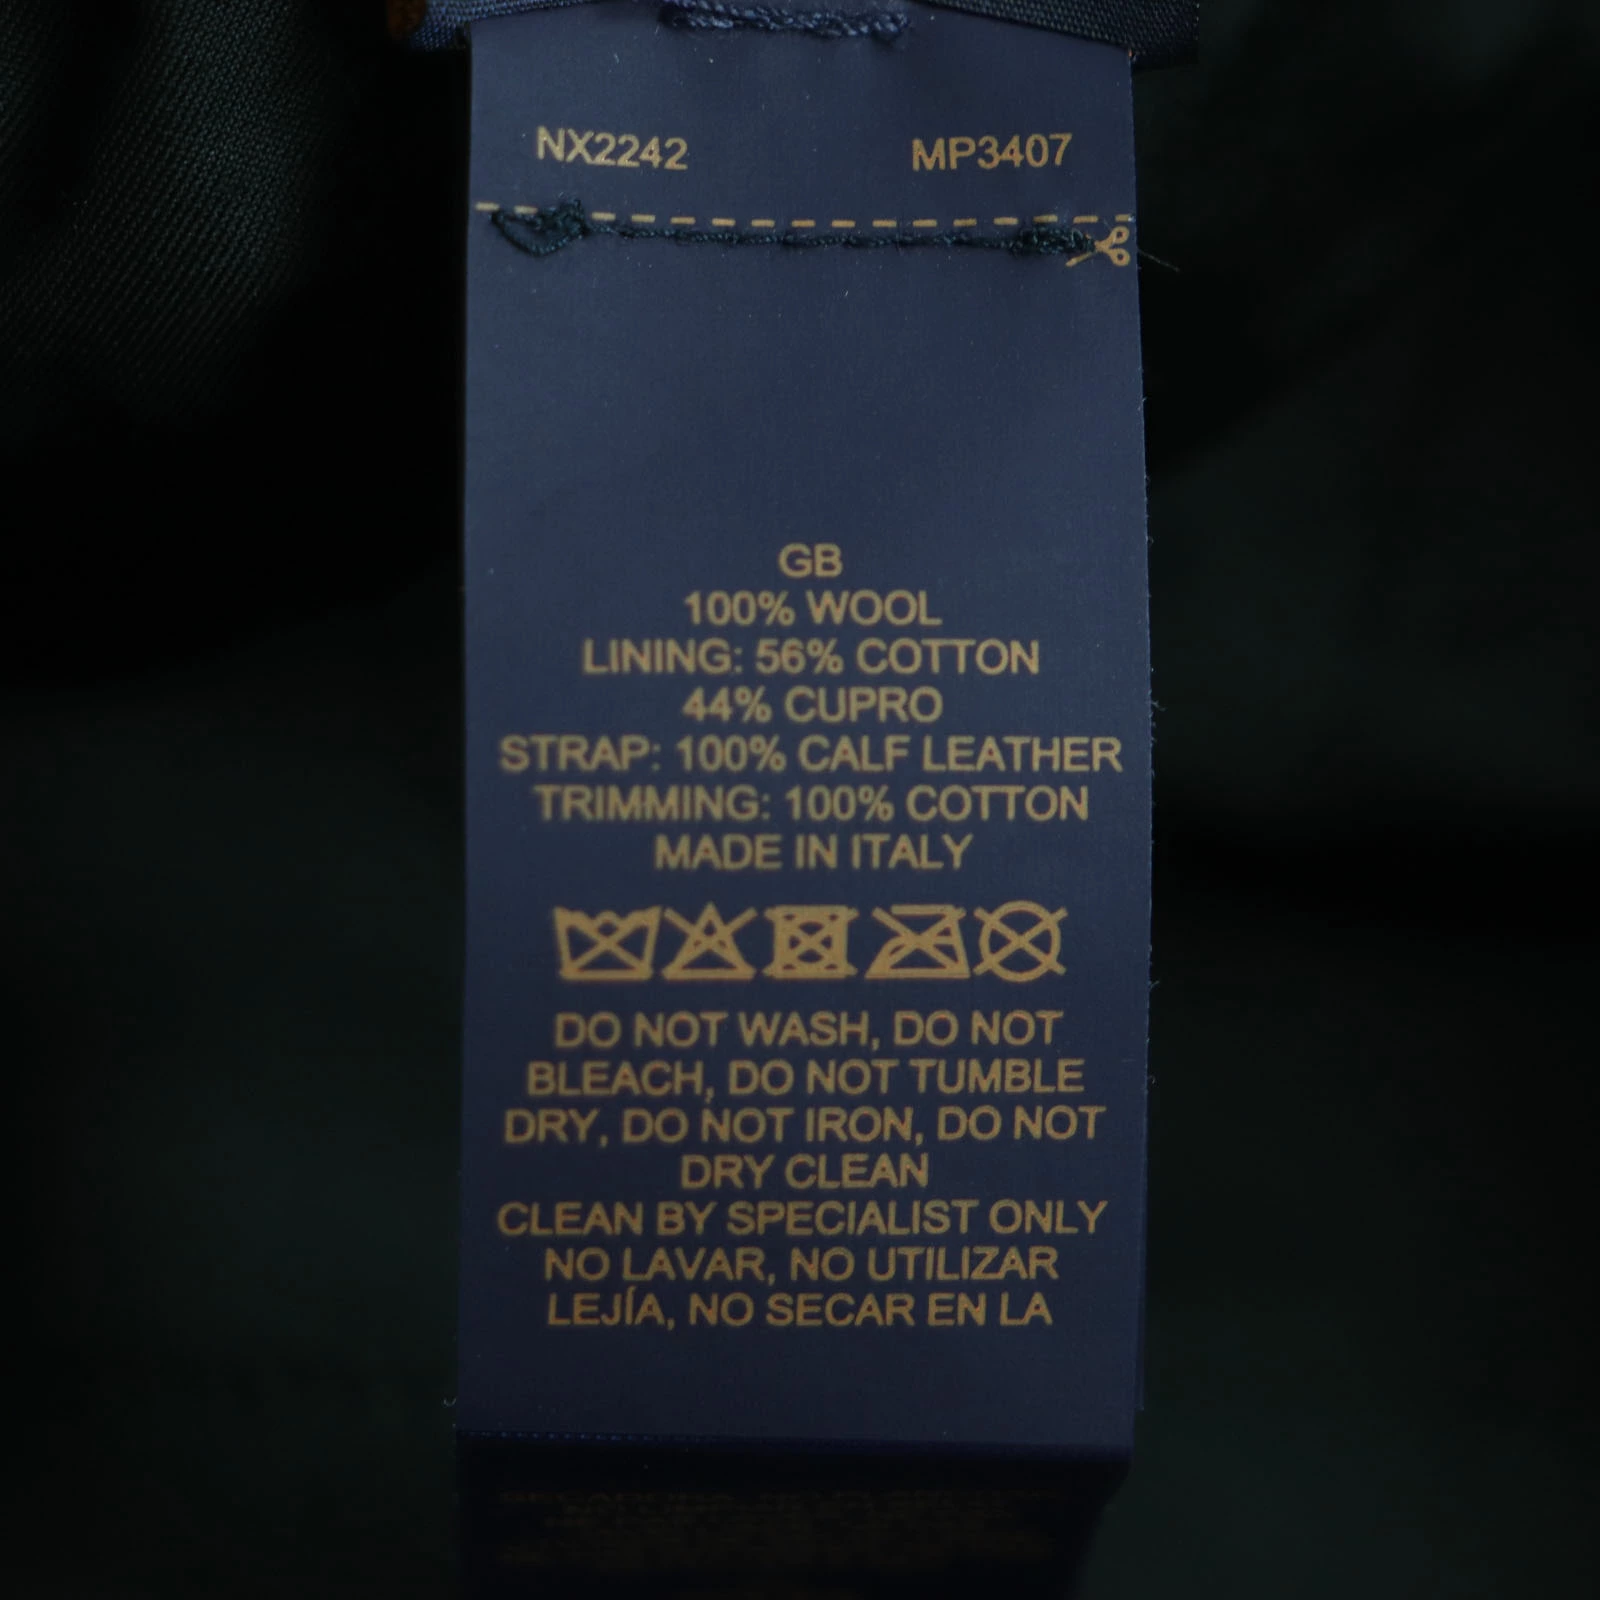 NX2242 MP3407
GB
100% WOOL
LINING: 56% COTTON
44% CUPRO
STRAP: 100% CALF LEATHER
TRIMMING: 100% COTTON
MADE IN ITALY
DO NOT WASH, DO NOT
BLEACH, DO NOT TUMBLE
DRY, DO NOT IRON, DO NOT
DRY CLEAN
CLEAN BY SPECIALIST ONLY
NO LAVAR, NO UTILIZAR
LEJÍA, NO SECAR EN LA